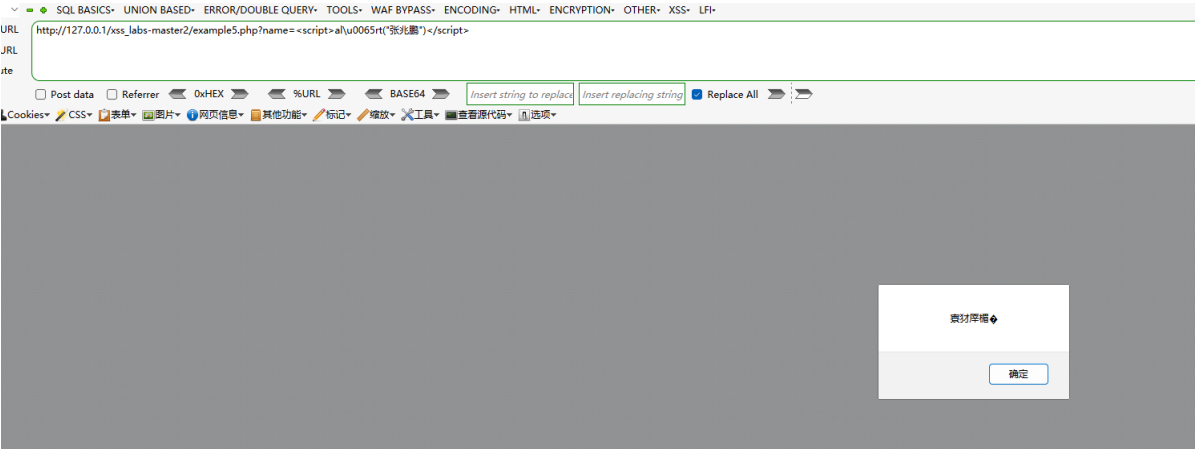 SQL BASICS UNION BASED ERROR/DOUBLE QUERY TOOLS WAF BYPASS ENCODING HTML ENCRYPTION OTHER XSS LFI
URL http://127.0.0.1/xss_labs-master2/example5.php?name=<script>al\u0065rt("张兆鹏")</script>
URL
ute
Post data Referrer 0xHEX %URL BASE64 Insert string to replace Insert replacing string Replace All
Cookies CSS 表单 图片 网页信息 其他功能 标记 缩放 工具 查看源代码 选项
确定